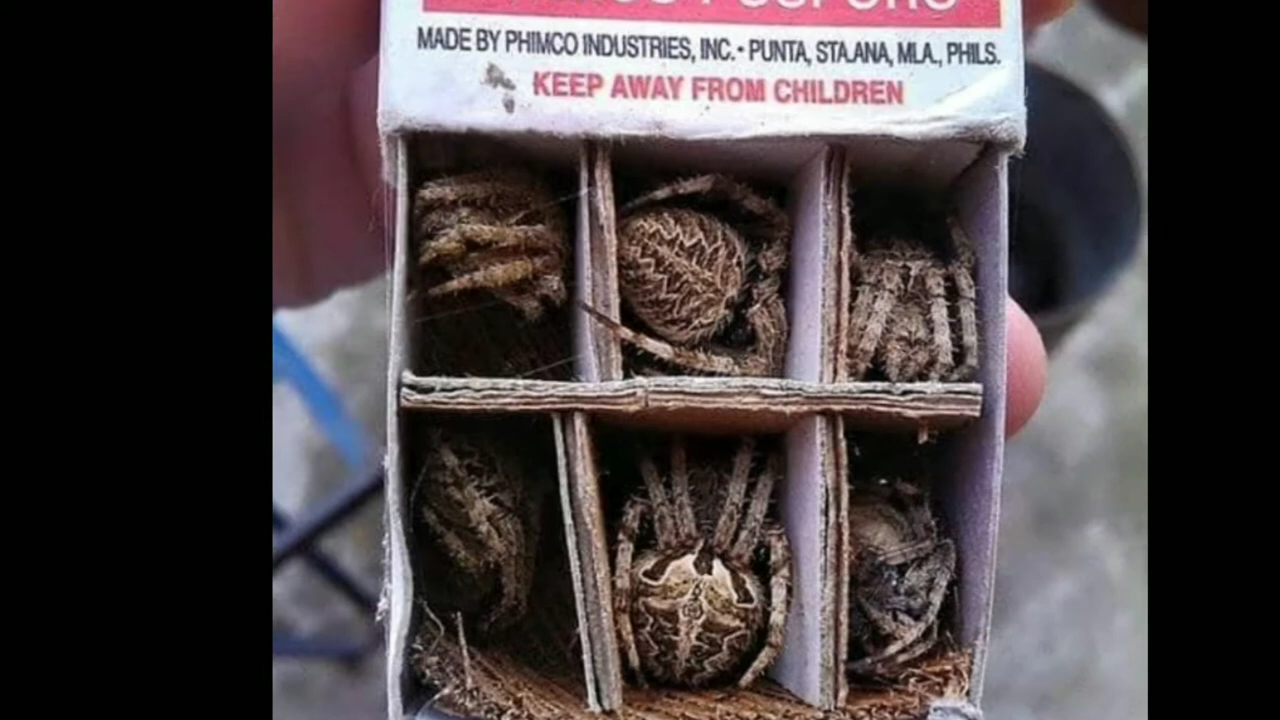 MADE BY PHIMCO INDUSTRIES, INC. • PUNTA, STA.ANA, MLA., PHILS.
KEEP AWAY FROM CHILDREN